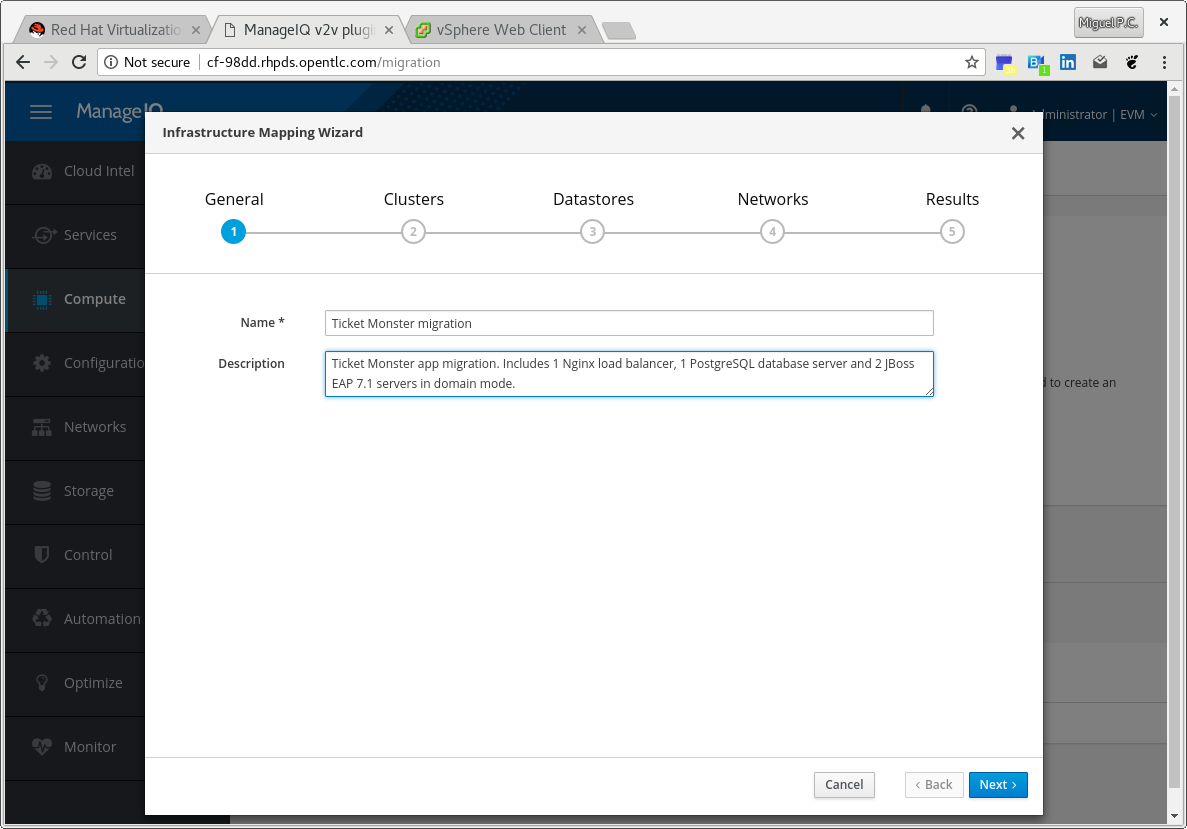 Red Hat Virtualizatio
ManageIQ v2v plugi
vSphere Web Client
Miguel P.C.
Not secure
cf-98dd.rhpds.opentlc.com/migration
1
ManageIQ
Administrator | EVM
Infrastructure Mapping Wizard
Cloud Intel
Services
Compute
Configuratio
Networks
Storage
Control
Automation
Optimize
Monitor
General
Clusters
Datastores
Networks
Results
1
2
3
4
5
Name *
Ticket Monster migration
Description
Ticket Monster app migration. Includes 1 Nginx load balancer, 1 PostgreSQL database server and 2 JBoss
EAP 7.1 servers in domain mode.
d to create an
Cancel
< Back
Next >